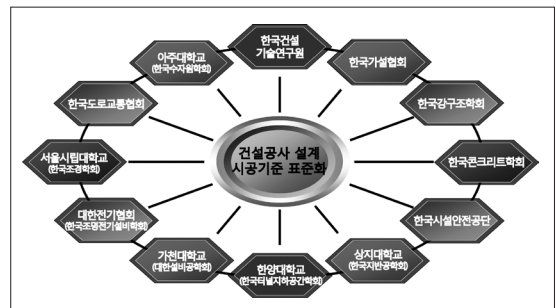 한국건설
기술연구원
아주대학교
(한국수자원학회)
한국가설협회
한국도로교통협회
한국강구조학회
서울시립대학교
(한국조경학회)
건설공사 설계
시공기준 표준화
한국콘크리트학회
대한전기협회
(한국조명전기설비학회)
한국시설안전공단
가천대학교
(대한설비공학회)
상지대학교
(한국지반공학회)
한양대학교
(한국터널지하공간학회)